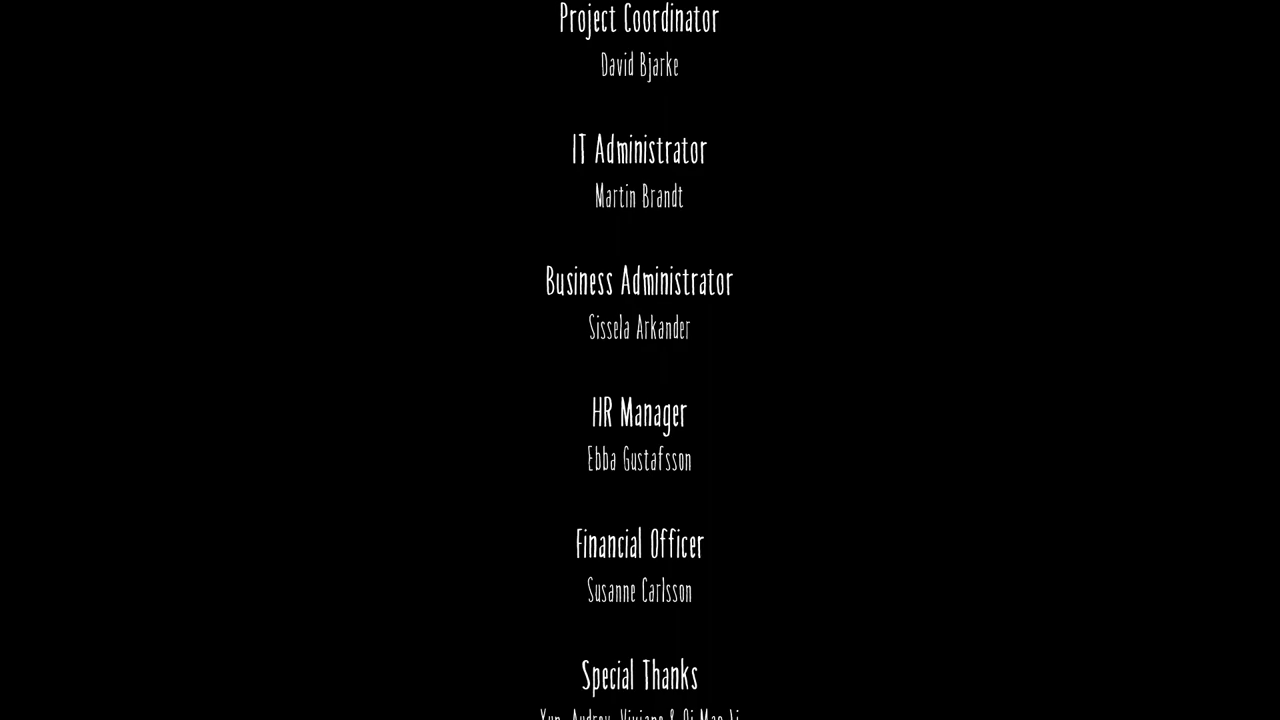 Project Coordinator
David Bjarke
IT Administrator
Martin Brandt
Business Administrator
Sissela Arkander
HR Manager
Ebba Gustafsson
Financial Officer
Susanne Carlsson
Special Thanks